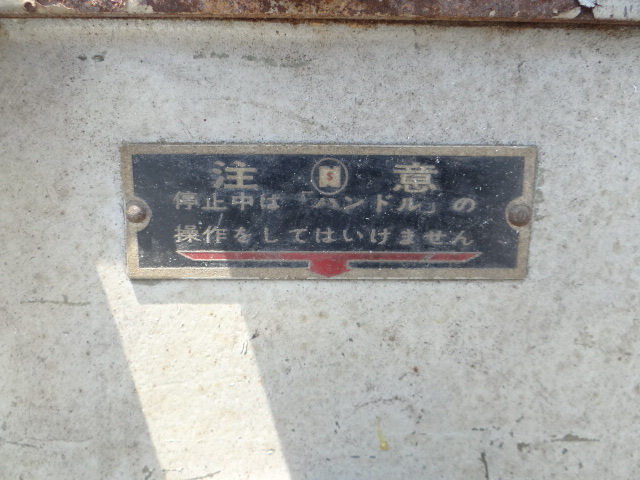 注意
停止中は「ハンドル」の
操作をしてはいけません